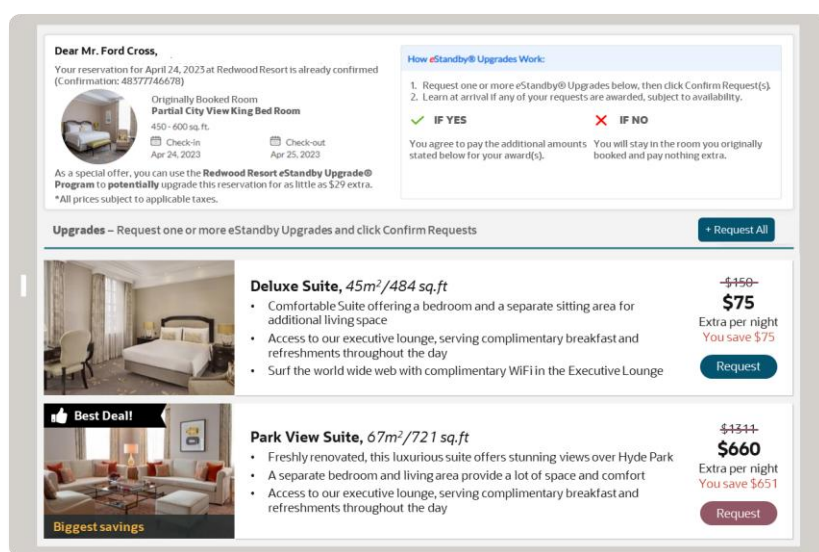 Dear Mr. Ford Cross,
Your reservation for April 24, 2023 at Redwood Resort is already confirmed
(Confirmation: 48377746678)
Originally Booked Room
Partial City View King Bed Room
450 - 600 sq. ft.
Check-in
Check-out
Apr 24, 2023
Apr 25, 2023
As a special offer, you can use the Redwood Resort eStandby Upgrade®
Program to potentially upgrade this reservation for as little as $29 extra.
*All prices subject to applicable taxes.
How eStandby® Upgrades Work:
1. Request one or more eStandby® Upgrades below, then click Confirm Request(s).
2. Learn at arrival if any of your requests are awarded, subject to availability.
IF YES
IF NO
You agree to pay the additional amounts
stated below for your award(s).
You will stay in the room you originally
booked and pay nothing extra.
Upgrades – Request one or more eStandby Upgrades and click Confirm Requests
+ Request All
Deluxe Suite, 45m²/484 sq.ft
• Comfortable Suite offering a bedroom and a separate sitting area for
additional living space
• Access to our executive lounge, serving complimentary breakfast and
refreshments throughout the day
• Surf the world wide web with complimentary WiFi in the Executive Lounge
$150
$75
Extra per night
You save $75
Request
Best Deal!
Biggest savings
Park View Suite, 67m²/721 sq.ft
• Freshly renovated, this luxurious suite offers stunning views over Hyde Park
• A separate bedroom and living area provide a lot of space and comfort
• Access to our executive lounge, serving complimentary breakfast and
refreshments throughout the day
$1311
$660
Extra per night
You save $651
Request